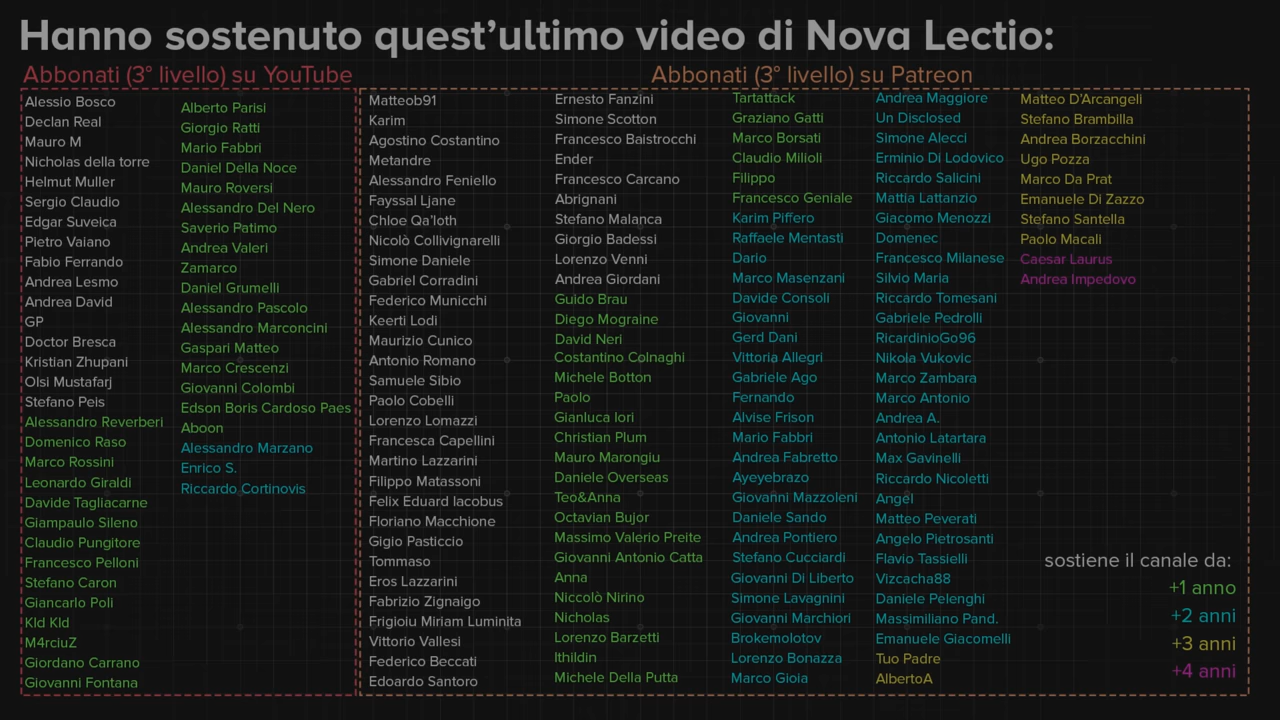 Hanno sostenuto quest’ultimo video di Nova Lectio:
Abbonati (3° livello) su YouTube
Alessio Bosco
Declan Real
Mauro M
Nicholas della torre
Helmut Muller
Sergio Claudio
Edgar Suveica
Pietro Vaiano
Fabio Ferrando
Andrea Lesmo
Andrea David
GP
Doctor Bresca
Kristian Zhupani
Olsi Mustafarj
Stefano Peis
Alessandro Reverberi
Domenico Raso
Marco Rossini
Leonardo Giraldi
Davide Tagliacarne
Giampaulo Sileno
Claudio Pungitore
Francesco Pelloni
Stefano Caron
Giancarlo Poli
Kld Kld
M4rciuZ
Giordano Carrano
Giovanni Fontana
Alberto Parisi
Giorgio Ratti
Mario Fabbri
Daniel Della Noce
Mauro Roversi
Alessandro Del Nero
Saverio Patimo
Andrea Valeri
Zamarco
Daniel Grumelli
Alessandro Pascolo
Alessandro Marconcini
Gaspari Matteo
Marco Crescenzi
Giovanni Colombi
Edson Boris Cardoso Paes
Aboon
Alessandro Marzano
Enrico S.
Riccardo Cortinovis
Abbonati (3° livello) su Patreon
Matteob91
Karim
Agostino Costantino
Metandre
Alessandro Feniello
Fayssal Ljane
Chloe Qa’loth
Nicolò Collivignarelli
Simone Daniele
Gabriel Corradini
Federico Municchi
Keerti Lodi
Maurizio Cunico
Antonio Romano
Samuele Sibio
Paolo Cobelli
Lorenzo Lomazzi
Francesca Capellini
Martino Lazzarini
Filippo Matassoni
Felix Eduard Iacobus
Floriano Macchione
Gigio Pasticcio
Tommaso
Eros Lazzarini
Fabrizio Zignaigo
Frigioiu Miriam Luminita
Vittorio Vallesi
Federico Beccati
Edoardo Santoro
Ernesto Fanzini
Simone Scotton
Francesco Baistrocchi
Ender
Francesco Carcano
Abrignani
Stefano Malanca
Giorgio Badessi
Lorenzo Venni
Andrea Giordani
Guido Brau
Diego Mograine
David Neri
Costantino Colnaghi
Michele Botton
Paolo
Gianluca Iori
Christian Plum
Mauro Marongiu
Daniele Overseas
Teo&Anna
Octavian Bujor
Massimo Valerio Preite
Giovanni Antonio Catta
Anna
Niccolò Nirino
Nicholas
Lorenzo Barzetti
Ithildin
Michele Della Putta
Tartattack
Graziano Gatti
Marco Borsati
Claudio Milioli
Filippo
Francesco Geniale
Karim Piffero
Raffaele Mentasti
Dario
Marco Masenzani
Davide Consoli
Giovanni
Gerd Dani
Vittoria Allegri
Gabriele Ago
Fernando
Alvise Frison
Mario Fabbri
Andrea Fabretto
Ayeyebrazo
Giovanni Mazzoleni
Daniele Sando
Andrea Pontiero
Stefano Cucciardi
Giovanni Di Liberto
Simone Lavagnini
Giovanni Marchiori
Brokemolotov
Lorenzo Bonazza
Marco Gioia
Andrea Maggiore
Un Disclosed
Simone Alecci
Erminio Di Lodovico
Riccardo Salicini
Mattia Lattanzio
Giacomo Menozzi
Domenec
Francesco Milanese
Silvio Maria
Riccardo Tomesani
Gabriele Pedrolli
RicardinioGo96
Nikola Vukovic
Marco Zambara
Marco Antonio
Andrea A.
Antonio Latartara
Max Gavinelli
Riccardo Nicoletti
Angel
Matteo Peverati
Angelo Pietrosanti
Flavio Tassielli
Vizcacha88
Daniele Pelenghi
Massimiliano Pand.
Emanuele Giacomelli
Tuo Padre
AlbertoA
Matteo D'Arcangeli
Stefano Brambilla
Andrea Borzacchini
Ugo Pozza
Marco Da Prat
Emanuele Di Zazzo
Stefano Santella
Paolo Macali
Caesar Laurus
Andrea Impedovo
sostiene il canale da:
+1 anno
+2 anni
+3 anni
+4 anni